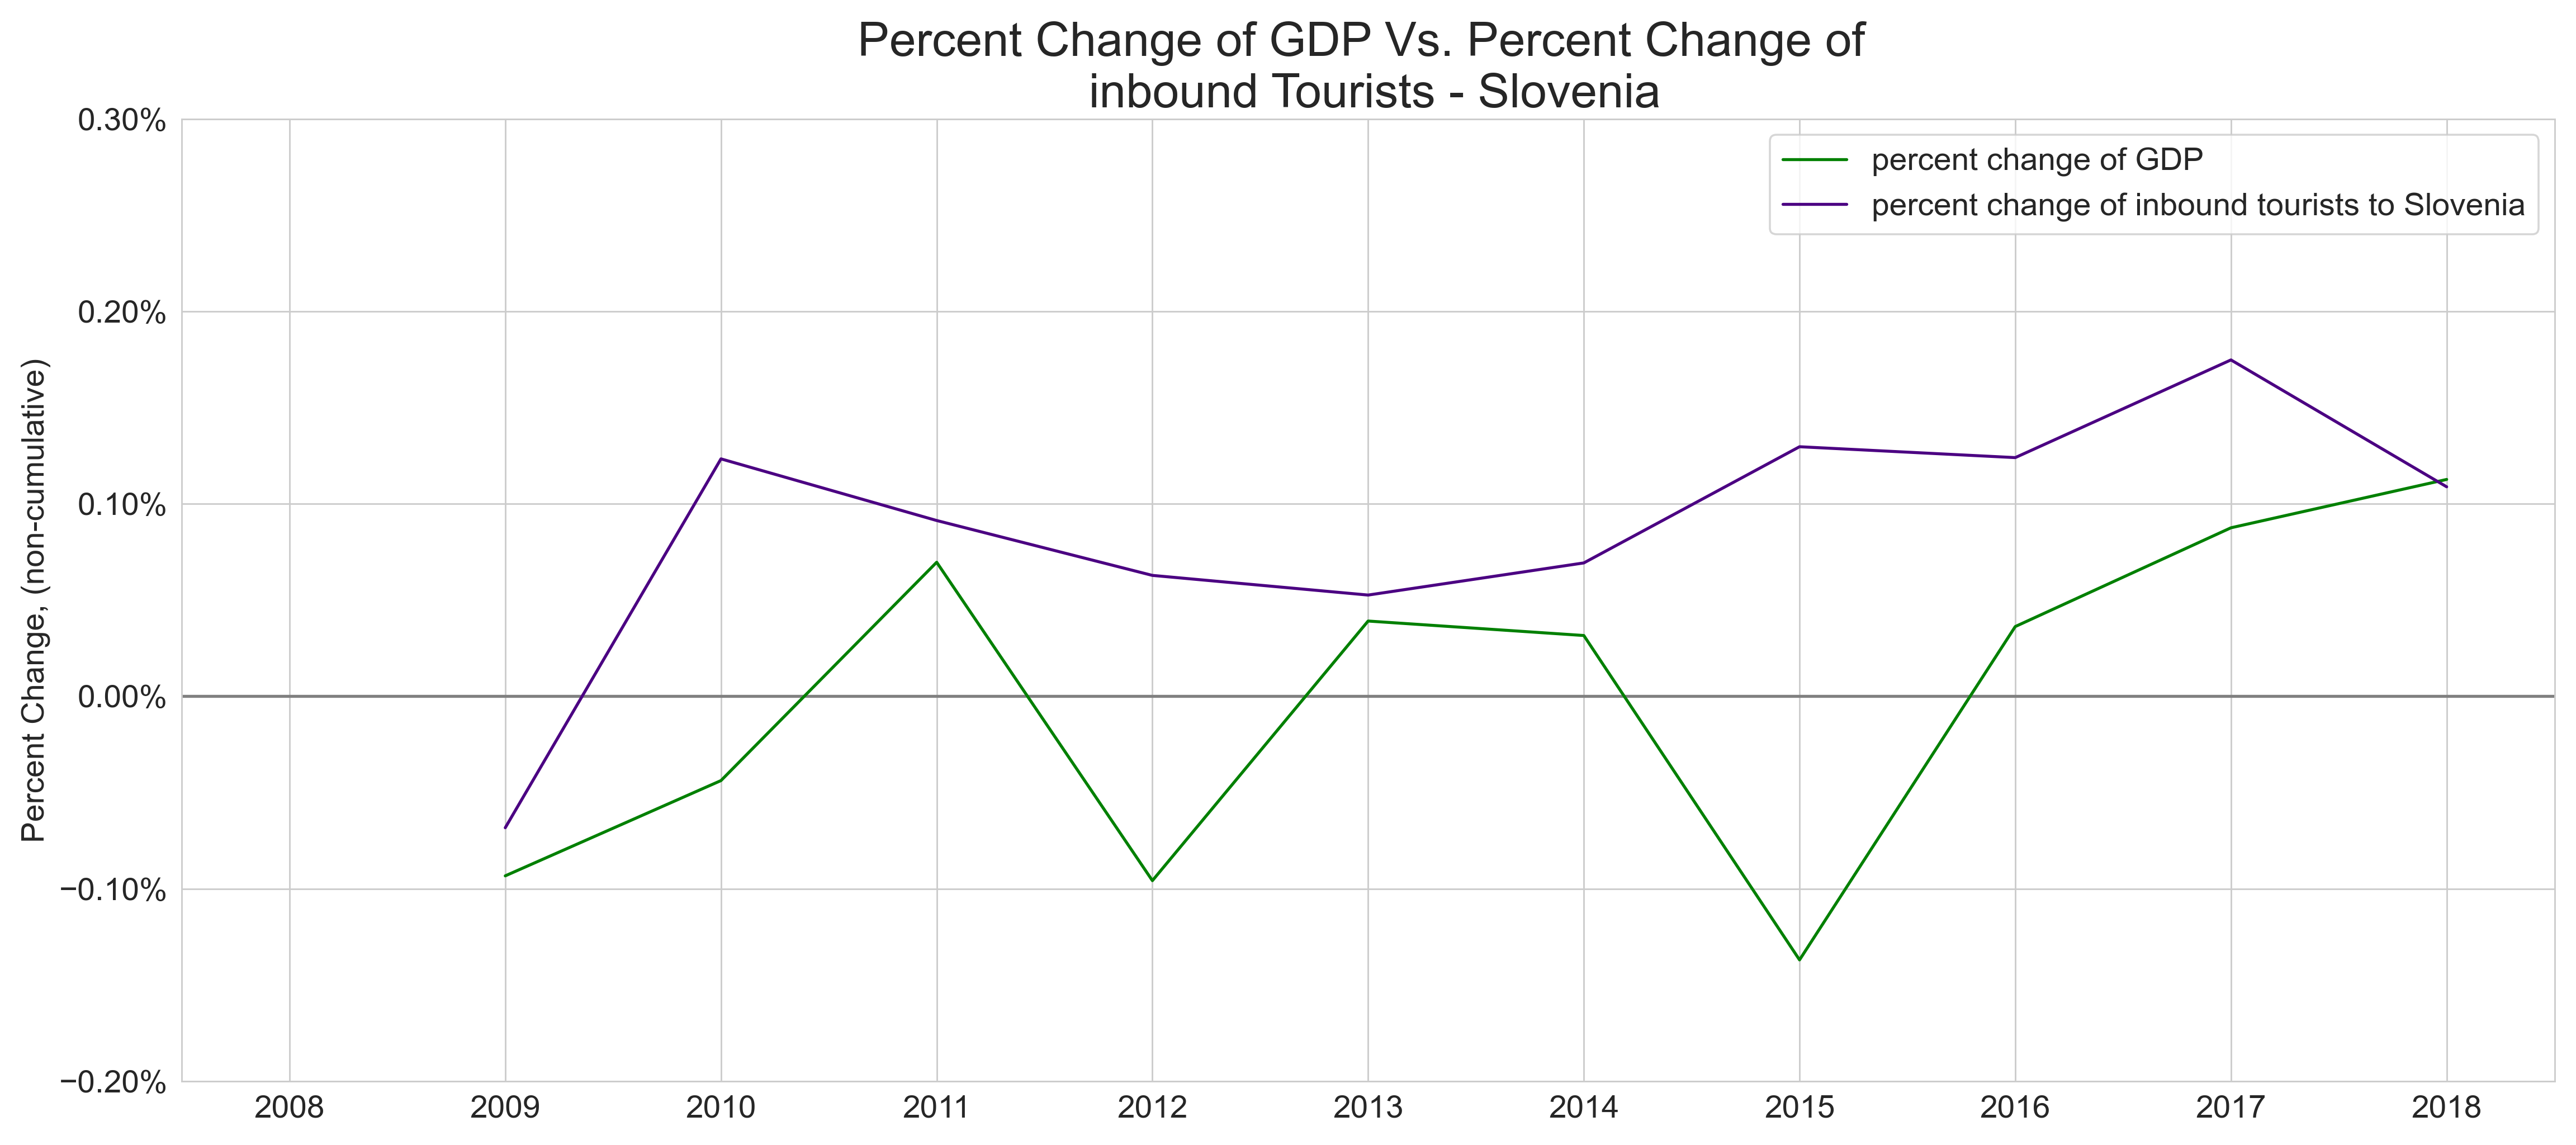 Percent Change of GDP Vs. Percent Change of
inbound Tourists - Slovenia
percent change of GDP
percent change of inbound tourists to Slovenia
Percent Change, (non-cumulative)
0.30%
0.20%
0.10%
0.00%
−0.10%
−0.20%
2008 2009 2010 2011 2012 2013 2014 2015 2016 2017 2018